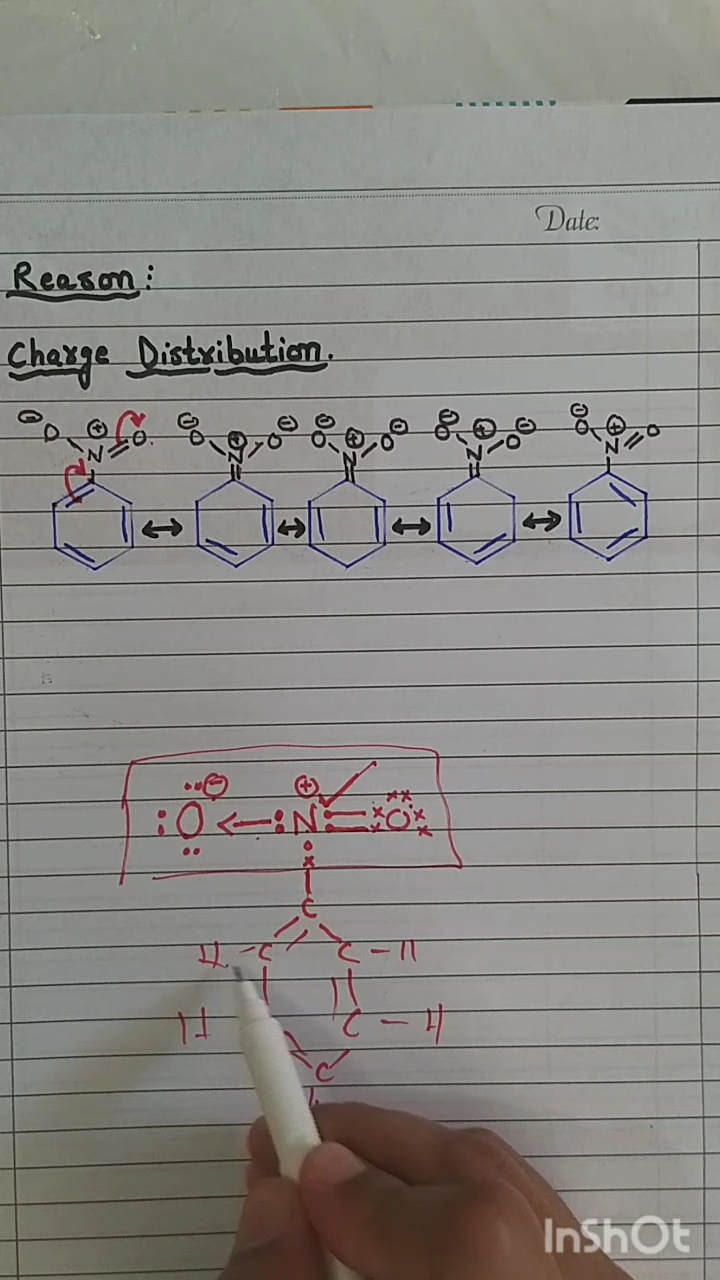 Date:
Reason:
Charge Distribution.
⊖ ⊕ ⊖ ⊕ ⊖ ⊖ ⊕ ⊖ ⊖ ⊕ ⊖ ⊖ ⊕
O N O O N O O N O O N O O N O
↔ ↔ ↔ ↔
⊖ ⊕
O ← N = O
C
H - C C - H
H C - H
C
InShOt